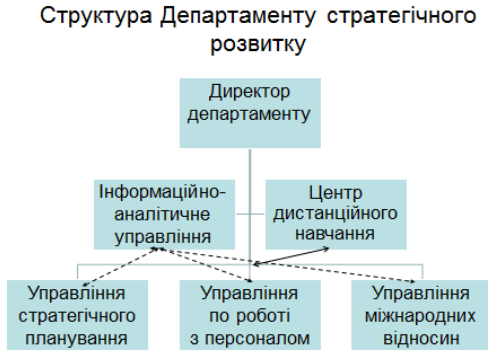 Структура Департаменту стратегічного
розвитку
Директор
департаменту
Інформаційно-
аналітичне
управління
Центр
дистанційного
навчання
Управління
стратегічного
планування
Управління
по роботі
з персоналом
Управління
міжнародних
відносин